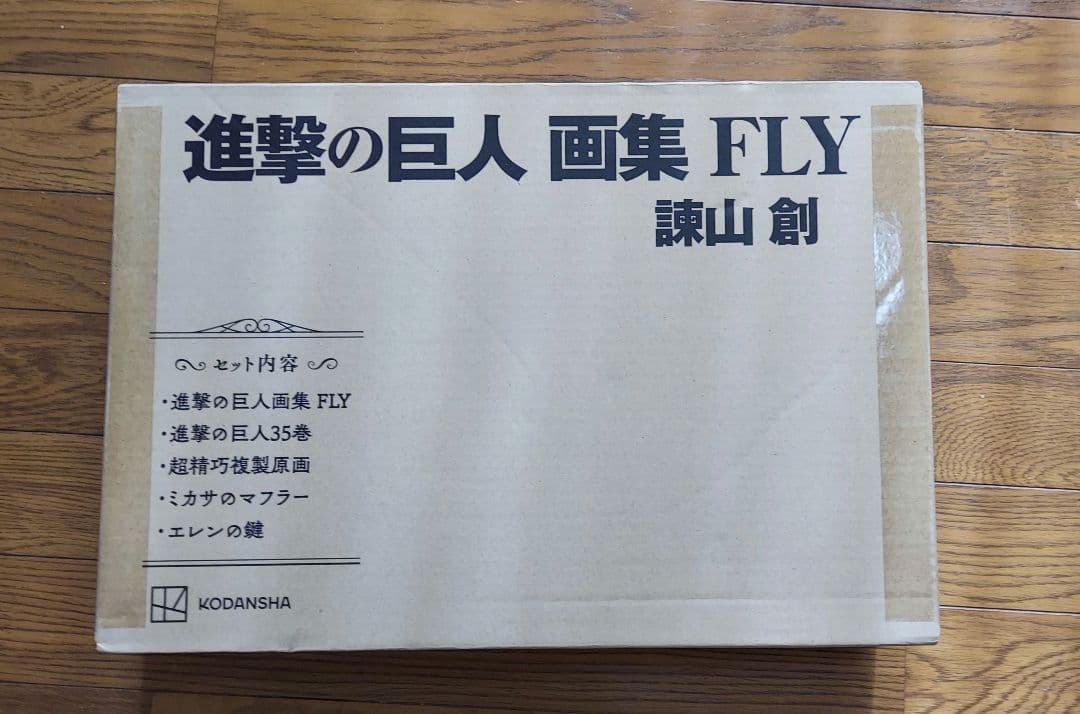 進撃の巨人 画集 FLY
諫山 創
セット内容
・進撃の巨人画集 FLY
・進撃の巨人35巻
・超精巧複製原画
・ミカサのマフラー
・エレンの鍵
KODANSHA